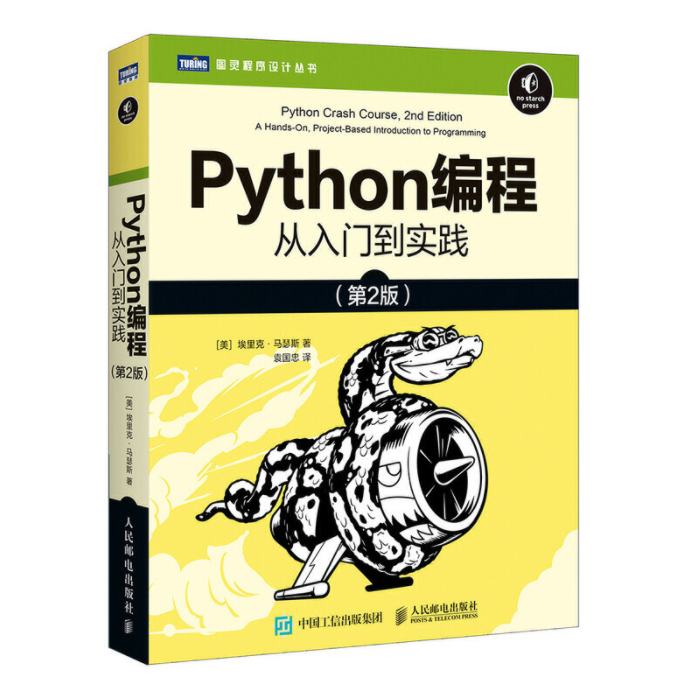 TURING 图灵程序设计丛书
no starch
press
Python Crash Course, 2nd Edition
A Hands-On, Project-Based Introduction to Programming
Python编程
从入门到实践
（第2版）
［美］埃里克·马瑟斯 著
袁国忠 译
中国工信出版集团
人民邮电出版社
POSTS & TELECOM PRESS
TURING
Python编程
从入门到实践
（第2版）
［美］埃里克·马瑟斯 著
人民邮电出版社